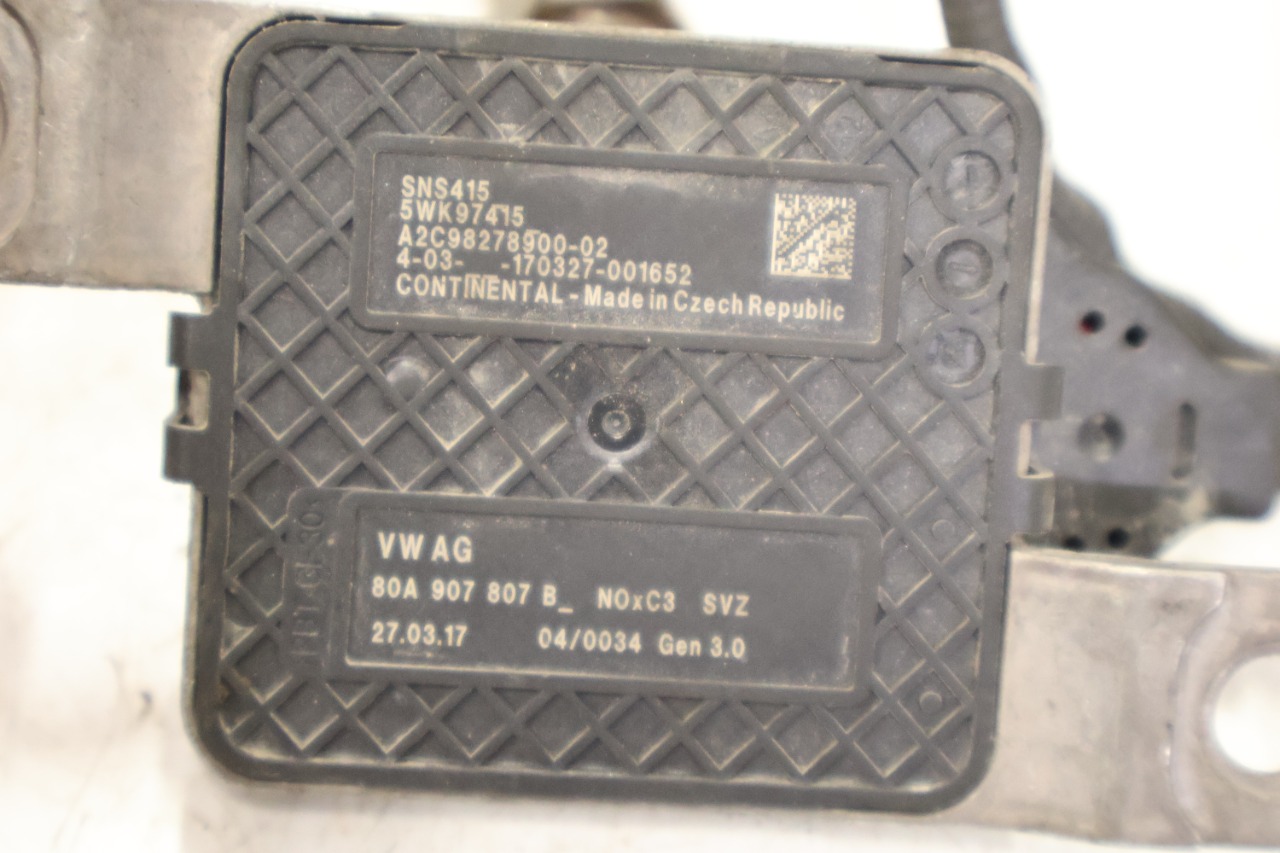 SNS415
5WK97415_
A2C98278900-02
4-03- -170327-001652
CONTINENTAL - Made in Czech Republic
VW AG
80A 907 807 B_ NOxC3 SVZ
27.03.17 04/0034 Gen 3.0